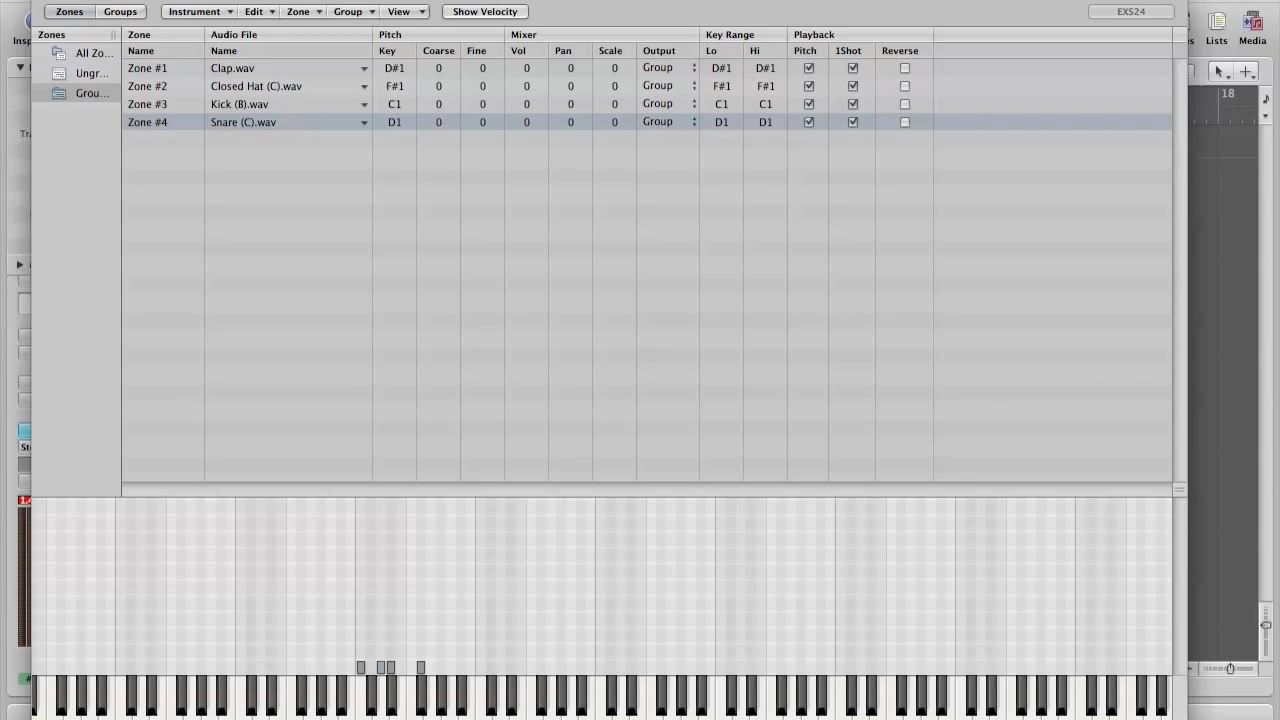 Zones Groups Instrument Edit Zone Group View Show Velocity EXS24
Zones Zone Audio File Pitch Mixer Key Range Playback
Name Name Key Coarse Fine Vol Pan Scale Output Lo Hi Pitch 1Shot Reverse
All Zo...
Ungr...
Grou...
Zone #1 Clap.wav D#1 0 0 0 0 0 Group D#1 D#1
Zone #2 Closed Hat (C).wav F#1 0 0 0 0 0 Group F#1 F#1
Zone #3 Kick (B).wav C1 0 0 0 0 0 Group C1 C1
Zone #4 Snare (C).wav D1 0 0 0 0 0 Group D1 D1
Lists Media
18